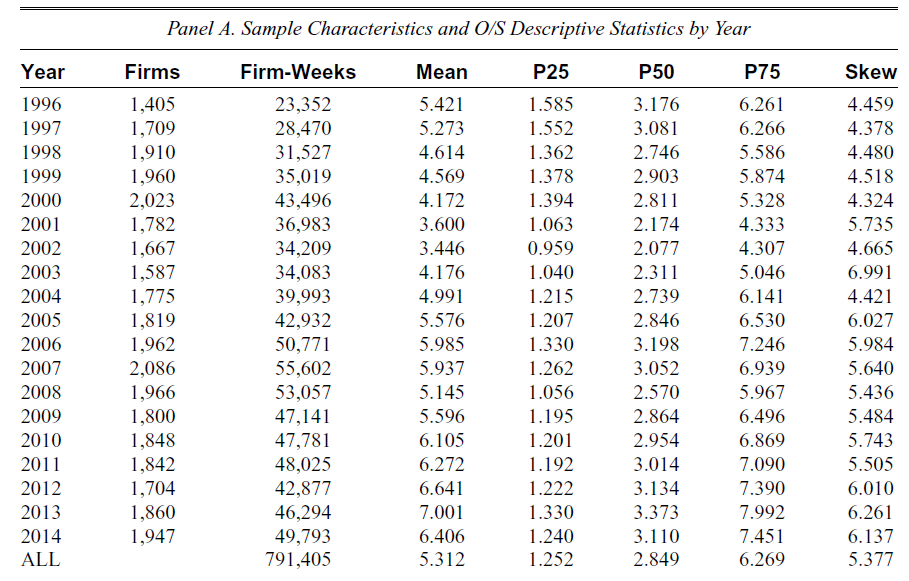 Panel A. Sample Characteristics and O/S Descriptive Statistics by Year
Year Firms Firm-Weeks Mean P25 P50 P75 Skew
1996 1,405 23,352 5.421 1.585 3.176 6.261 4.459
1997 1,709 28,470 5.273 1.552 3.081 6.266 4.378
1998 1,910 31,527 4.614 1.362 2.746 5.586 4.480
1999 1,960 35,019 4.569 1.378 2.903 5.874 4.518
2000 2,023 43,496 4.172 1.394 2.811 5.328 4.324
2001 1,782 36,983 3.600 1.063 2.174 4.333 5.735
2002 1,667 34,209 3.446 0.959 2.077 4.307 4.665
2003 1,587 34,083 4.176 1.040 2.311 5.046 6.991
2004 1,775 39,993 4.991 1.215 2.739 6.141 4.421
2005 1,819 42,932 5.576 1.207 2.846 6.530 6.027
2006 1,962 50,771 5.985 1.330 3.198 7.246 5.984
2007 2,086 55,602 5.937 1.262 3.052 6.939 5.640
2008 1,966 53,057 5.145 1.056 2.570 5.967 5.436
2009 1,800 47,141 5.596 1.195 2.864 6.496 5.484
2010 1,848 47,781 6.105 1.201 2.954 6.869 5.743
2011 1,842 48,025 6.272 1.192 3.014 7.090 5.505
2012 1,704 42,877 6.641 1.222 3.134 7.390 6.010
2013 1,860 46,294 7.001 1.330 3.373 7.992 6.261
2014 1,947 49,793 6.406 1.240 3.110 7.451 6.137
ALL 791,405 5.312 1.252 2.849 6.269 5.377